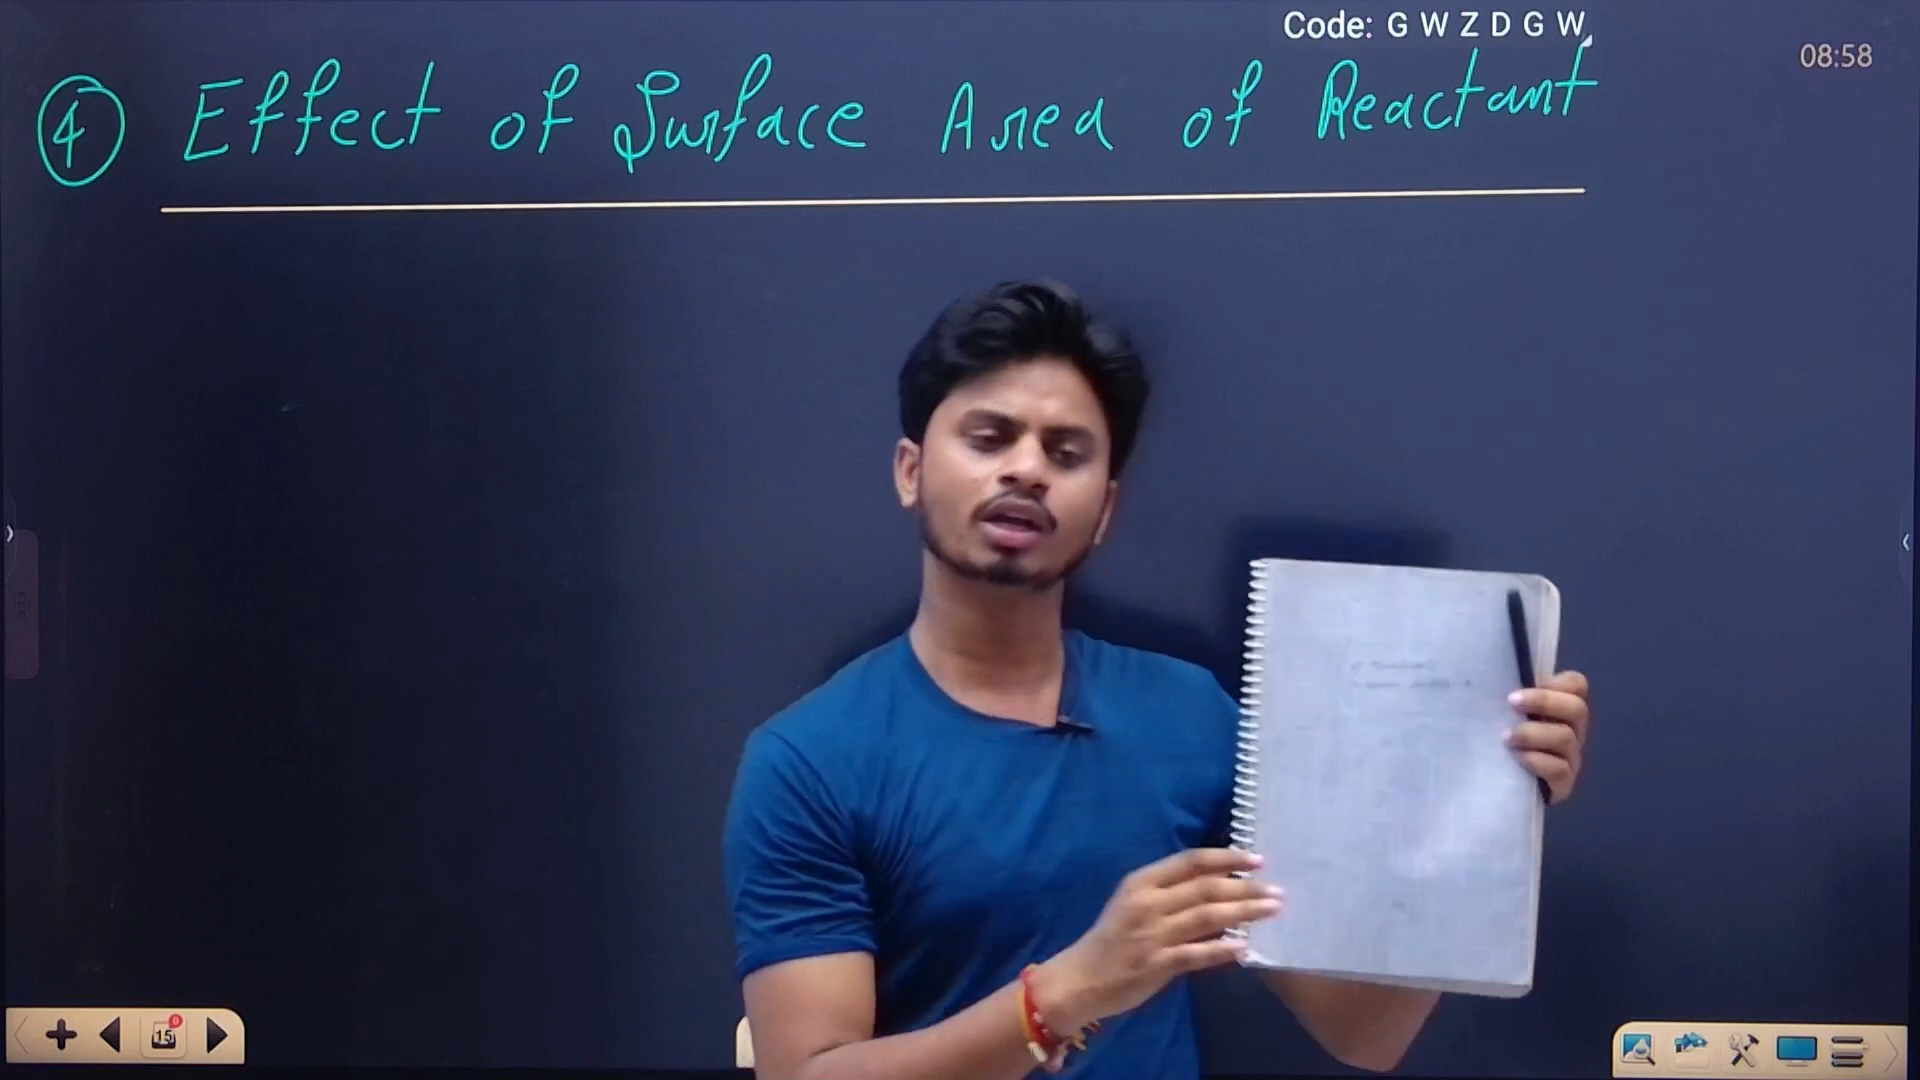 Code: G W Z D G W
08:58
④ Effect of Surface Area of Reactant
15